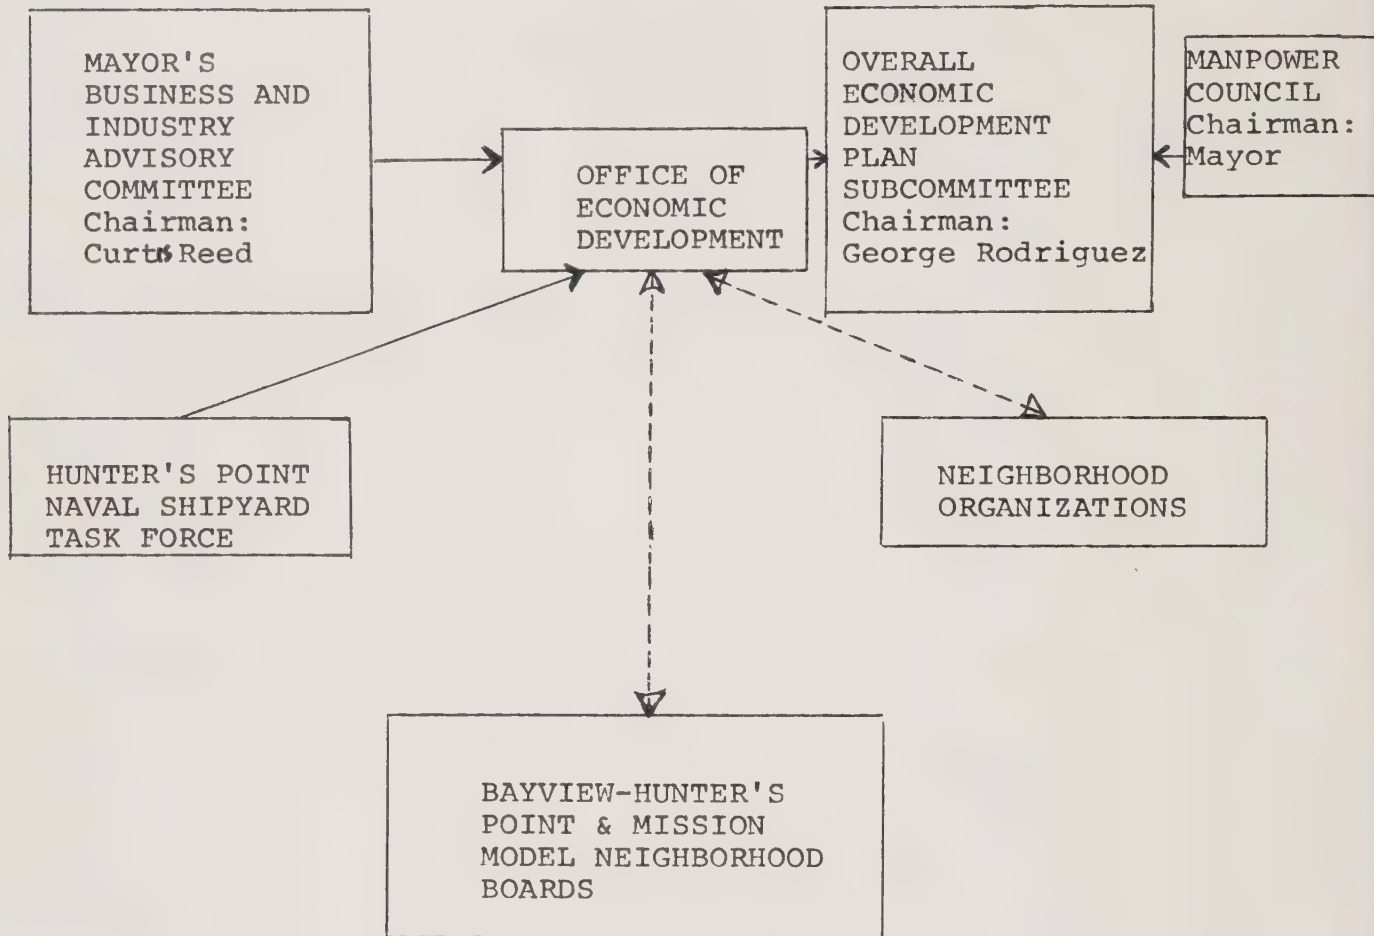 MAYOR'S
BUSINESS AND
INDUSTRY
ADVISORY
COMMITTEE
Chairman:
Curtis Reed
OFFICE OF
ECONOMIC
DEVELOPMENT
OVERALL
ECONOMIC
DEVELOPMENT
PLAN
SUBCOMMITTEE
Chairman:
George Rodriguez
MANPOWER
COUNCIL
Chairman:
Mayor
HUNTER'S POINT
NAVAL SHIPYARD
TASK FORCE
NEIGHBORHOOD
ORGANIZATIONS
BAYVIEW-HUNTER'S
POINT & MISSION
MODEL NEIGHBORHOOD
BOARDS